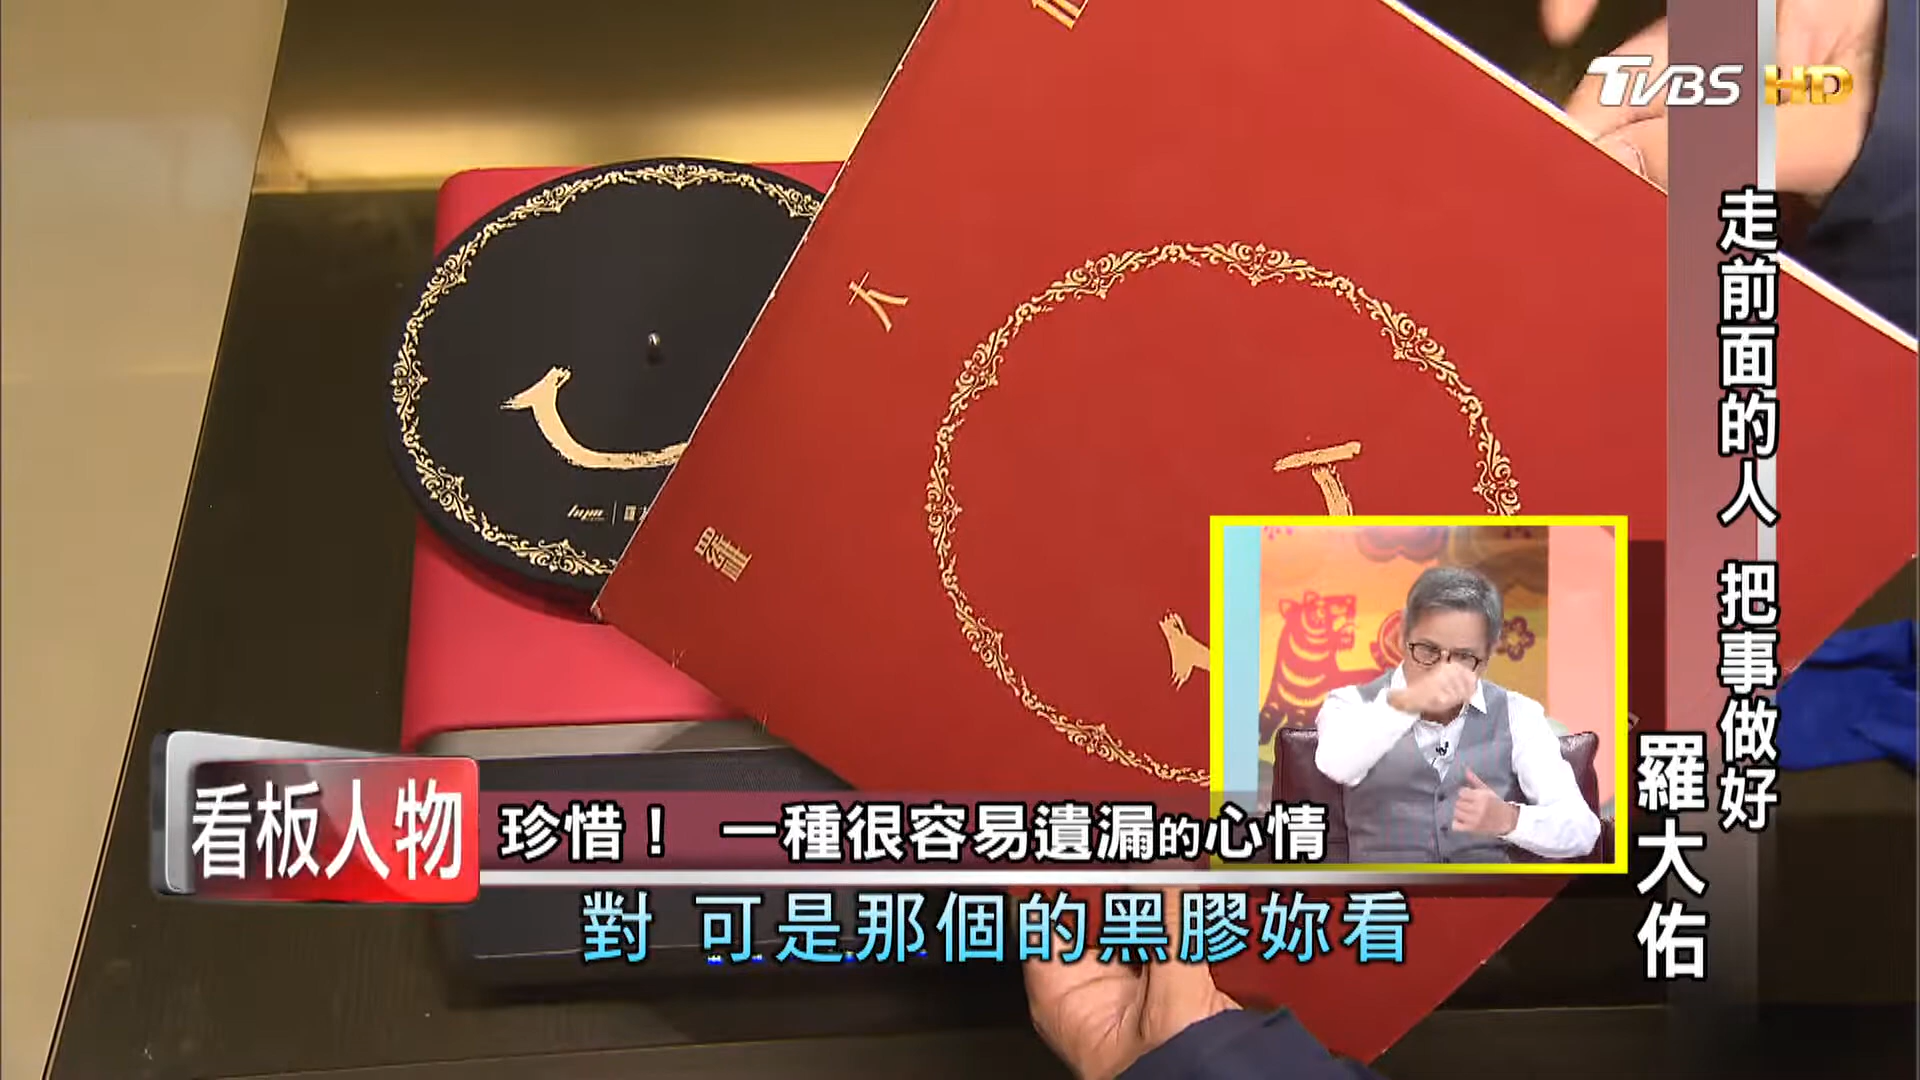 TVBS HD
走前面的人 把事做好
羅大佑
羅
大
佑
看板人物
珍惜！ 一種很容易遺漏的心情
對 可是那個的黑膠妳看